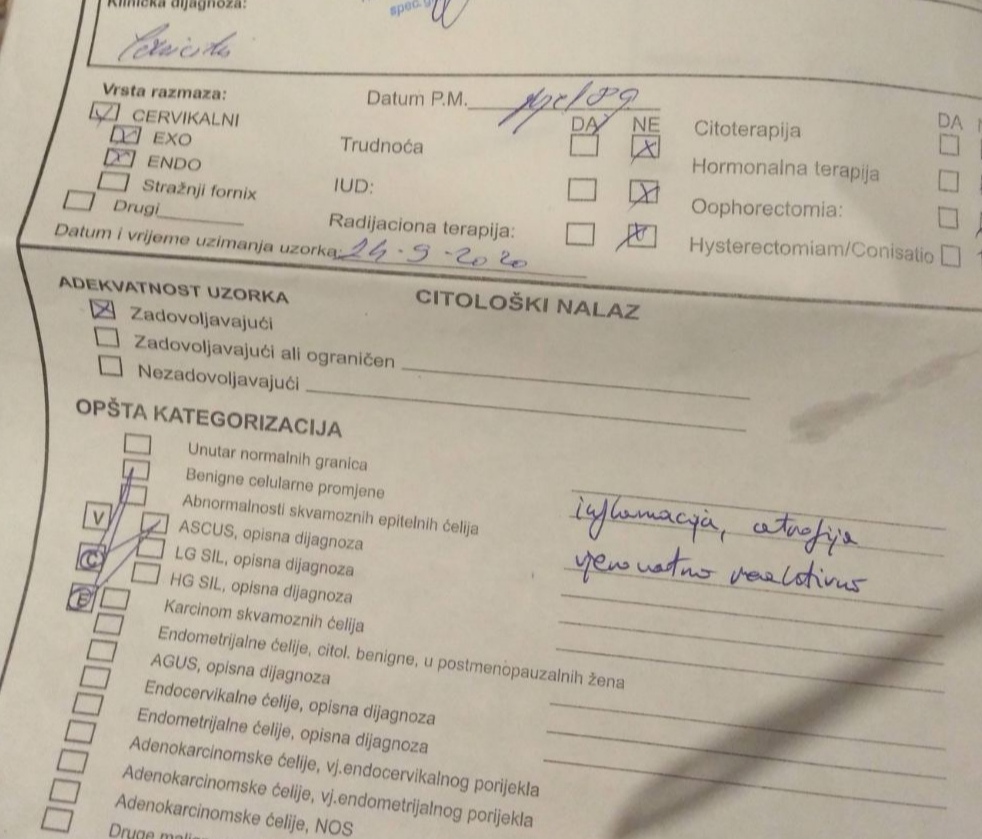 Klinička dijagnoza:
spec. g
Vrsta razmaza:
CERVIKALNI
EXO
ENDO
Stražnji fornix
Drugi
Datum i vrijeme uzimanja uzorka: 24-9-2020
Datum P.M.
DA NE
Trudnoća
IUD:
Radijaciona terapija:
DA
Citoterapija
Hormonalna terapija
Oophorectomia:
Hysterectomiam/Conisatio
CITOLOŠKI NALAZ
ADEKVATNOST UZORKA
Zadovoljavajući
Zadovoljavajući ali ograničen
Nezadovoljavajući
OPŠTA KATEGORIZACIJA
Unutar normalnih granica
Benigne celularne promjene
inflamacija, atrofija
Abnormalnosti skvamoznih epitelnih ćelija
V
ASCUS, opisna dijagnoza
vjerovatno reaktivus
C
LG SIL, opisna dijagnoza
HG SIL, opisna dijagnoza
E
Karcinom skvamoznih ćelija
Endometrijalne ćelije, citol. benigne, u postmenopauzalnih žena
AGUS, opisna dijagnoza
Endocervikalne ćelije, opisna dijagnoza
Endometrijalne ćelije, opisna dijagnoza
Adenokarcinomske ćelije, vj.endocervikalnog porijekla
Adenokarcinomske ćelije, vj.endometrijalnog porijekla
Adenokarcinomske ćelije, NOS
Druge